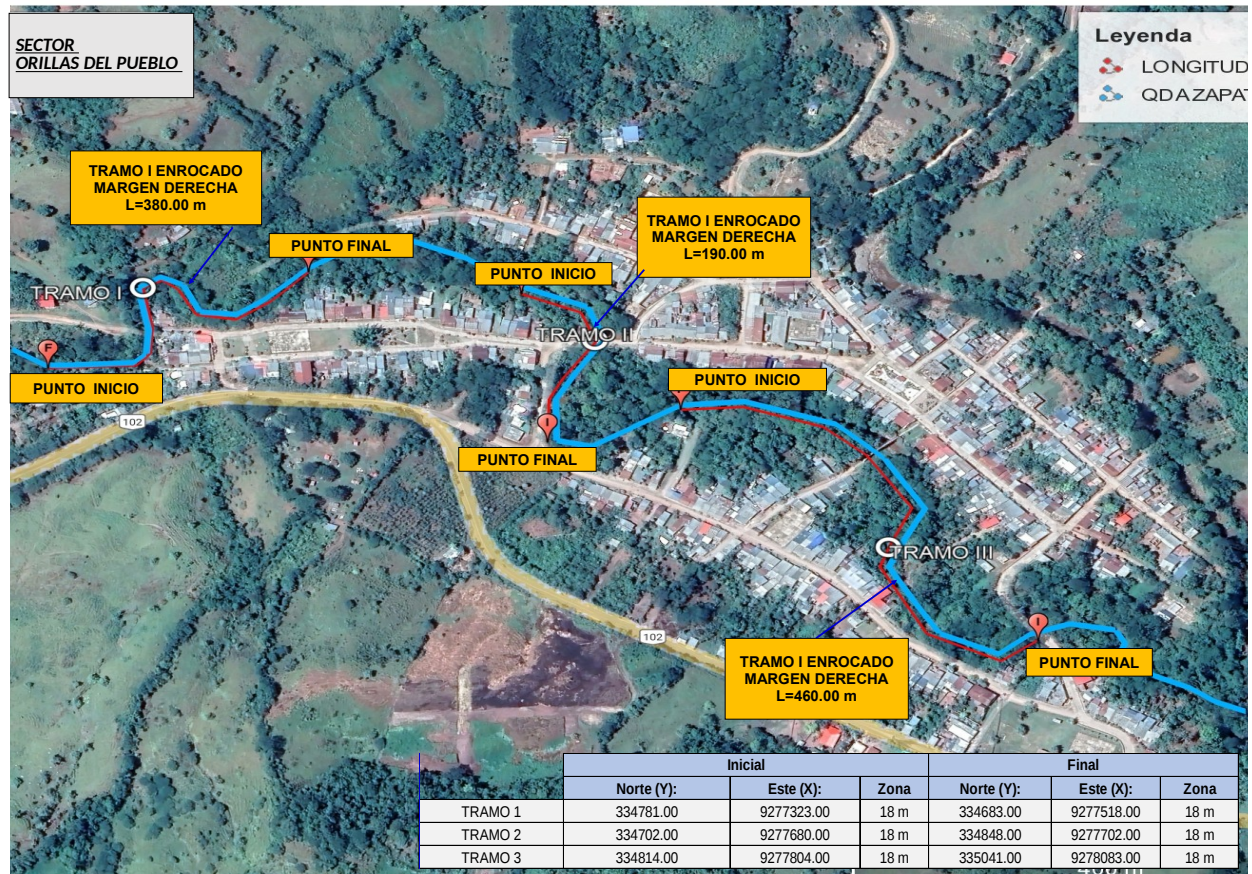 SECTOR
ORILLAS DEL PUEBLO
Leyenda
LONGITUD
QDAZAPAT
TRAMO I ENROCADO
MARGEN DERECHA
L=380.00 m
TRAMO I ENROCADO
MARGEN DERECHA
L=190.00 m
PUNTO FINAL
PUNTO INICIO
TRAMO I
TRAMO II
F
PUNTO INICIO
PUNTO INICIO
102
I
PUNTO FINAL
TRAMO III
I
102
TRAMO I ENROCADO
MARGEN DERECHA
L=460.00 m
PUNTO FINAL
Inicial Final
Norte (Y): Este (X): Zona Norte (Y): Este (X): Zona
TRAMO 1 334781.00 9277323.00 18 m 334683.00 9277518.00 18 m
TRAMO 2 334702.00 9277680.00 18 m 334848.00 9277702.00 18 m
TRAMO 3 334814.00 9277804.00 18 m 335041.00 9278083.00 18 m